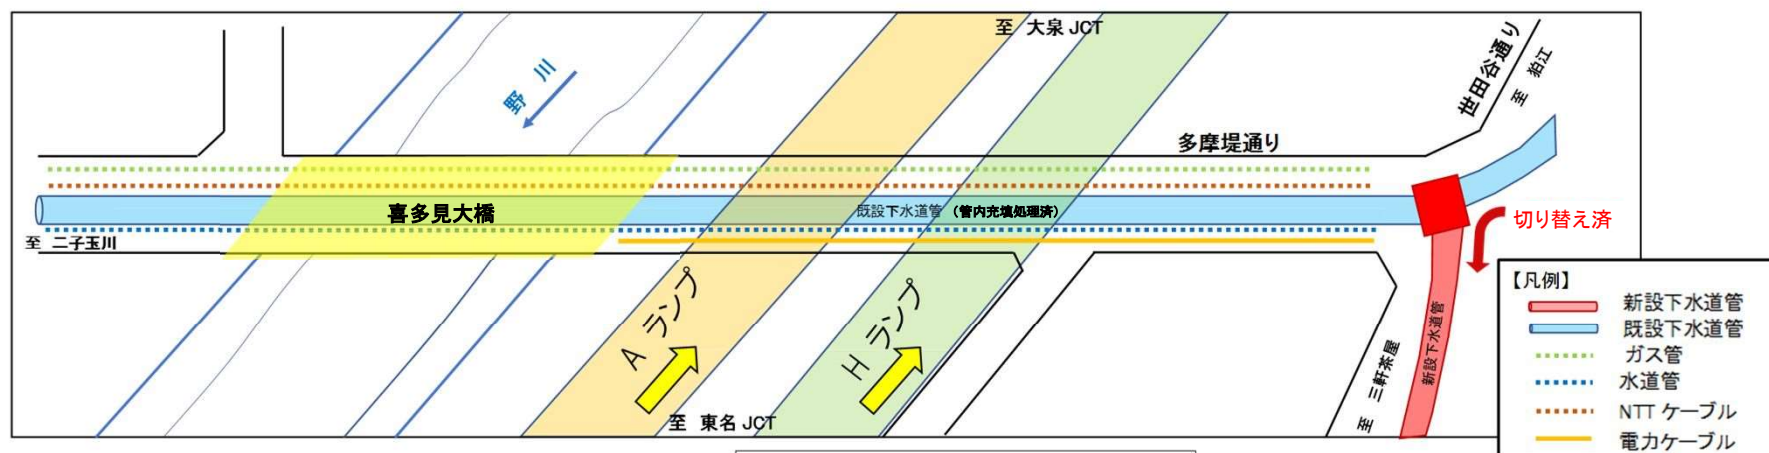 至 大泉 JCT
世田谷通り
至 狛江
野川
多摩堤通り
喜多見大橋
既設下水道管 (管内充填処理済)
切り替え済
至 二子玉川
A ランプ
H ランプ
新設下水道管
至 三軒茶屋
至 東名 JCT
【凡例】
新設下水道管
既設下水道管
ガス管
水道管
NTT ケーブル
電力ケーブル